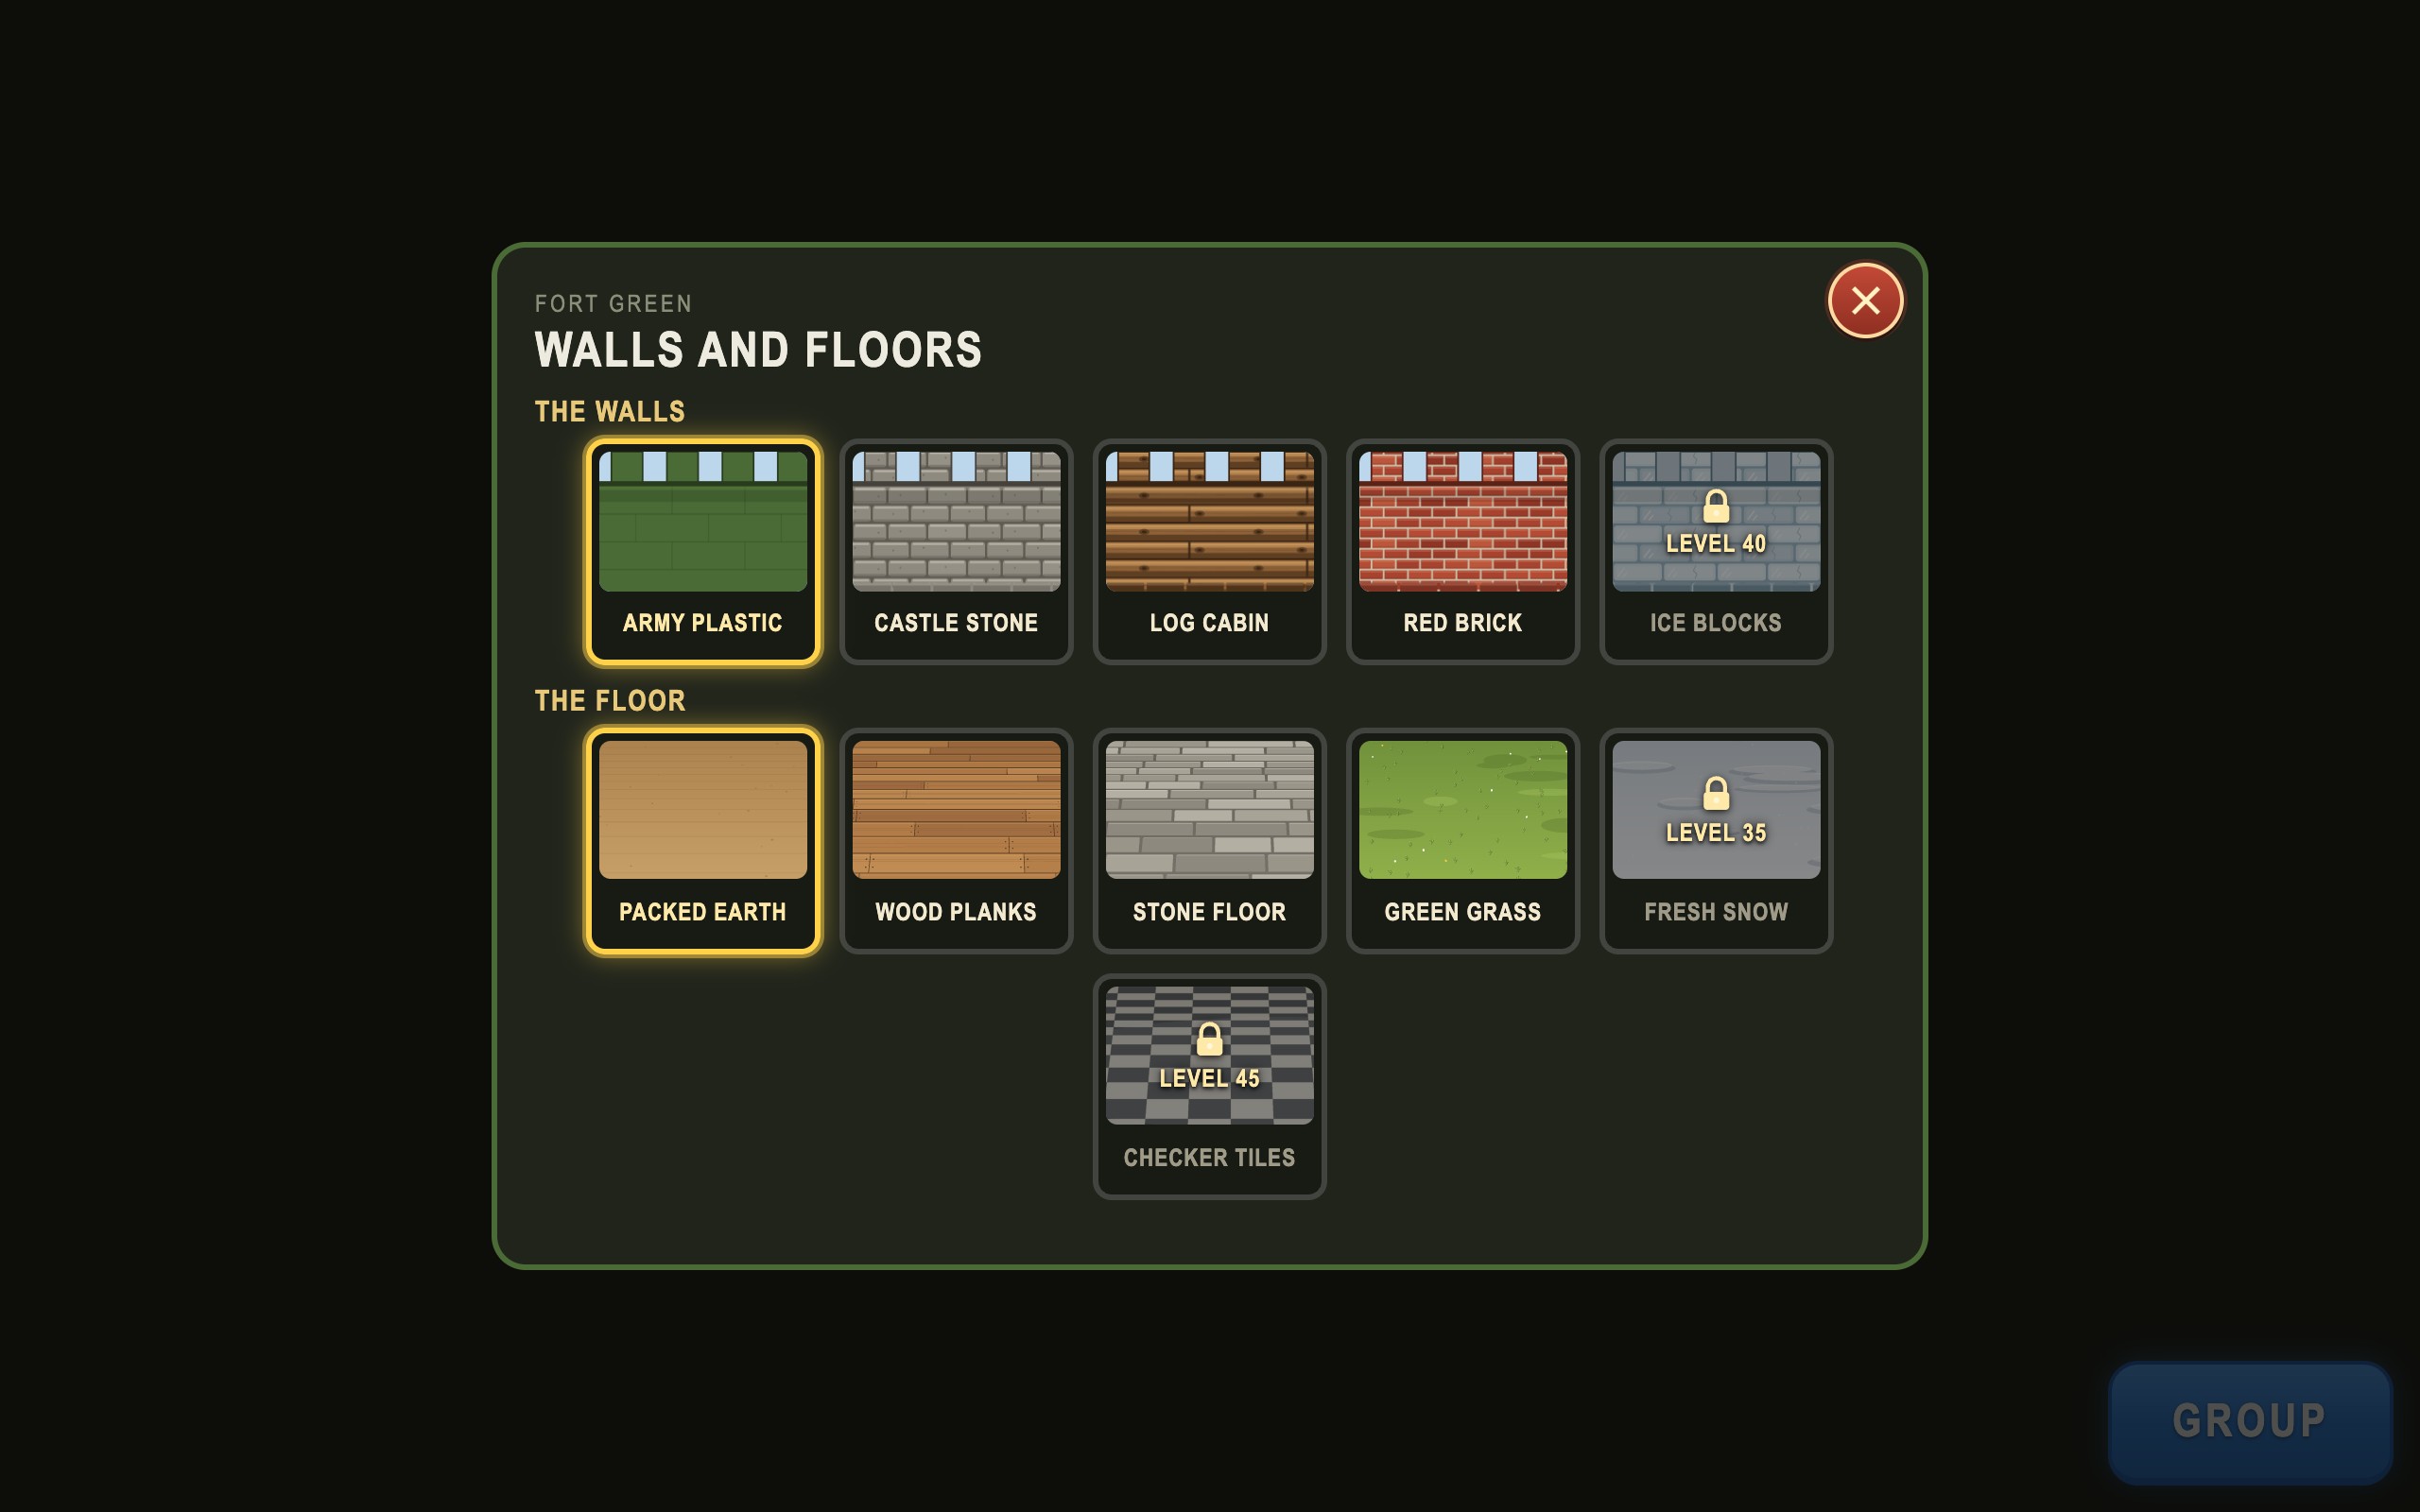 FORT GREEN
WALLS AND FLOORS
THE WALLS
ARMY PLASTIC
CASTLE STONE
LOG CABIN
RED BRICK
LEVEL 40
ICE BLOCKS
THE FLOOR
PACKED EARTH
WOOD PLANKS
STONE FLOOR
GREEN GRASS
LEVEL 35
FRESH SNOW
LEVEL 45
CHECKER TILES
GROUP